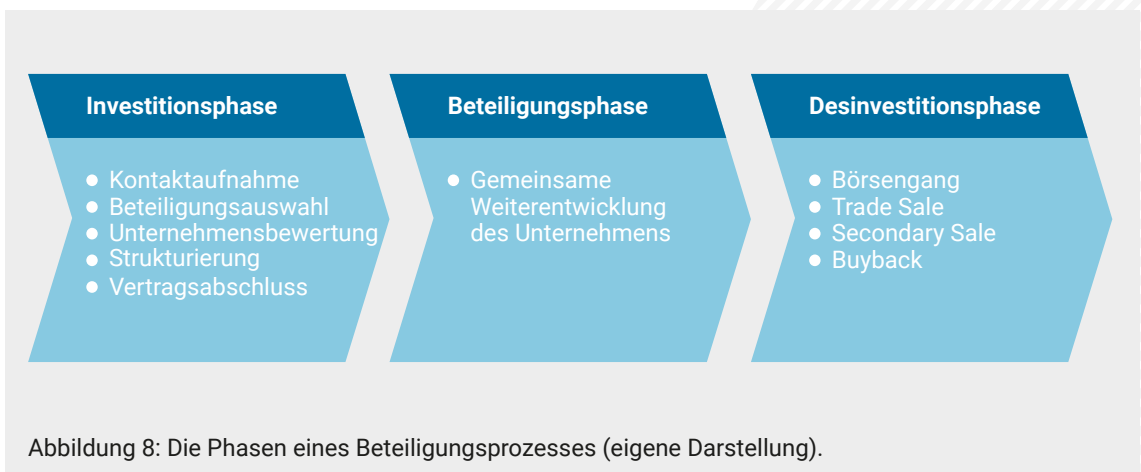 Investitionsphase
● Kontaktaufnahme
● Beteiligungsauswahl
● Unternehmensbewertung
● Strukturierung
● Vertragsabschluss
Beteiligungsphase
● Gemeinsame
Weiterentwicklung
des Unternehmens
Desinvestitionsphase
● Börsengang
● Trade Sale
● Secondary Sale
● Buyback
Abbildung 8: Die Phasen eines Beteiligungsprozesses (eigene Darstellung).